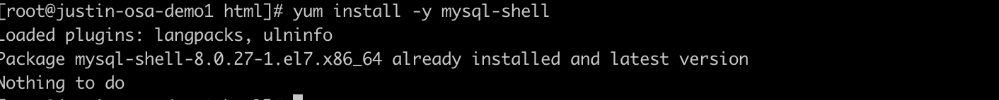 [root@justin-osa-demo1 html]# yum install -y mysql-shell
Loaded plugins: langpacks, ulninfo
Package mysql-shell-8.0.27-1.el7.x86_64 already installed and latest version
Nothing to do